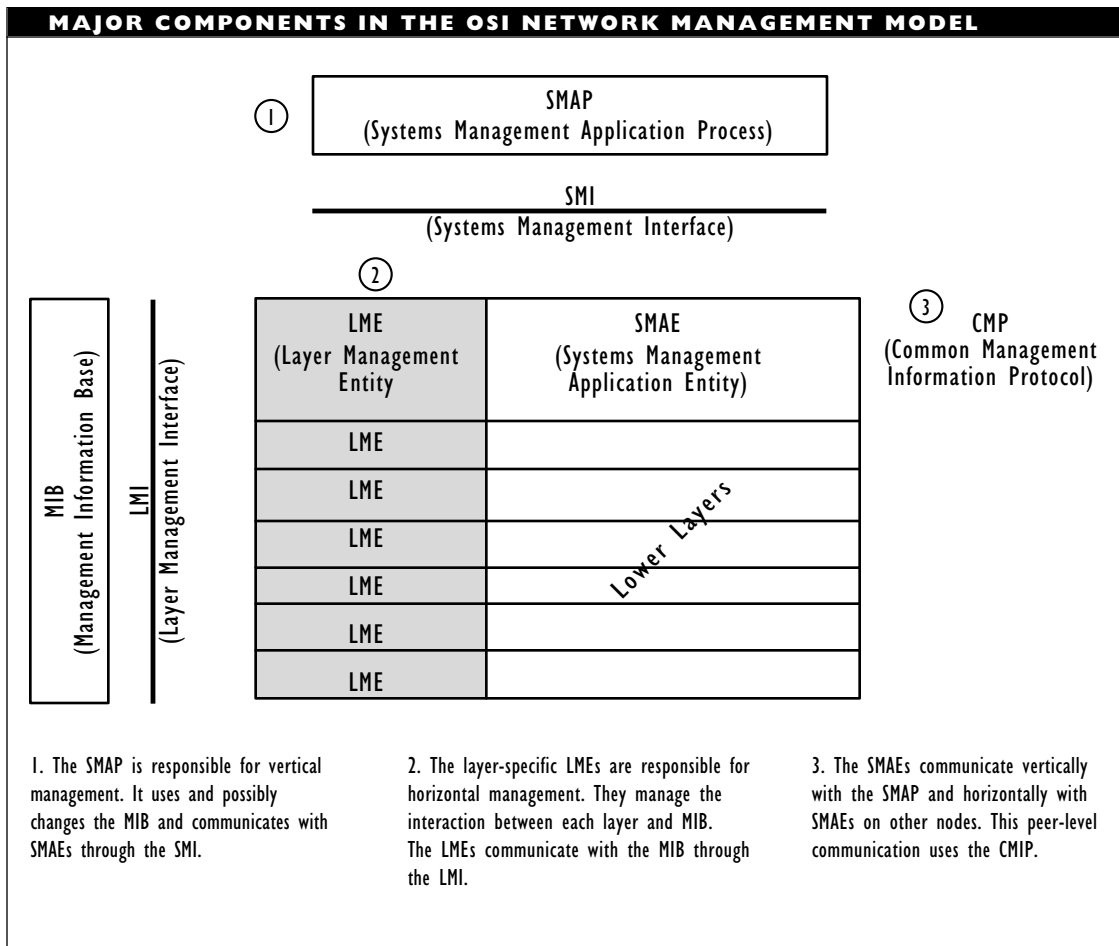 MAJOR COMPONENTS IN THE OSI NETWORK MANAGEMENT MODEL
1
SMAP
(Systems Management Application Process)
SMI
(Systems Management Interface)
2
MIB
(Management Information Base)
LMI
(Layer Management Interface)
LME
(Layer Management
Entity
SMAE
(Systems Management
Application Entity)
3
CMP
(Common Management
Information Protocol)
LME
LME
LME
LME
LME
LME
Lower Layers
1. The SMAP is responsible for vertical
management. It uses and possibly
changes the MIB and communicates with
SMAEs through the SMI.
2. The layer-specific LMEs are responsible for
horizontal management. They manage the
interaction between each layer and MIB.
The LMEs communicate with the MIB through
the LMI.
3. The SMAEs communicate vertically
with the SMAP and horizontally with
SMAEs on other nodes. This peer-level
communication uses the CMIP.